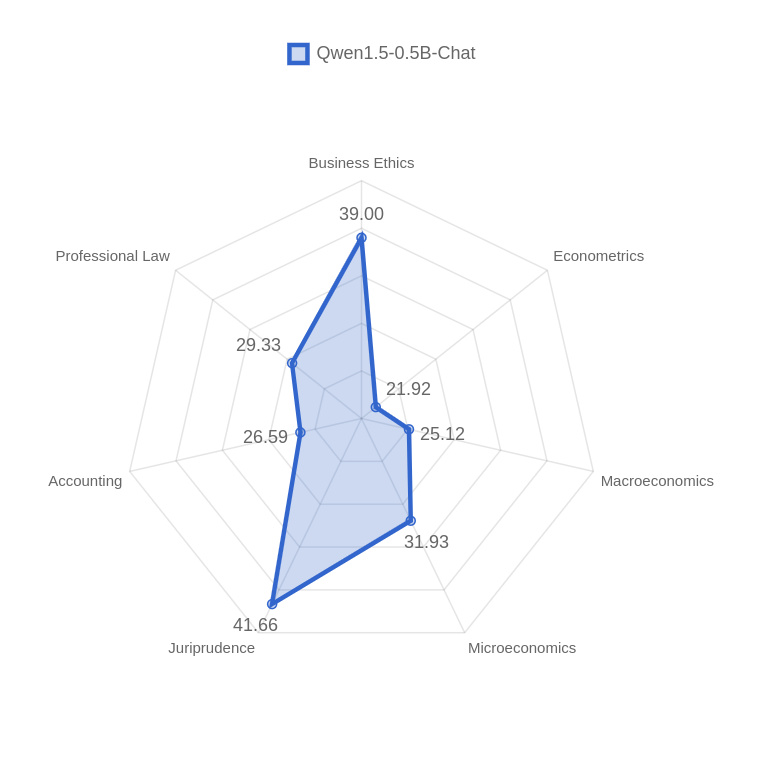 Qwen1.5-0.5B-Chat
Business Ethics
39.00
Professional Law
Econometrics
29.33
21.92
26.59
25.12
Accounting
Macroeconomics
31.93
41.66
Juriprudence
Microeconomics